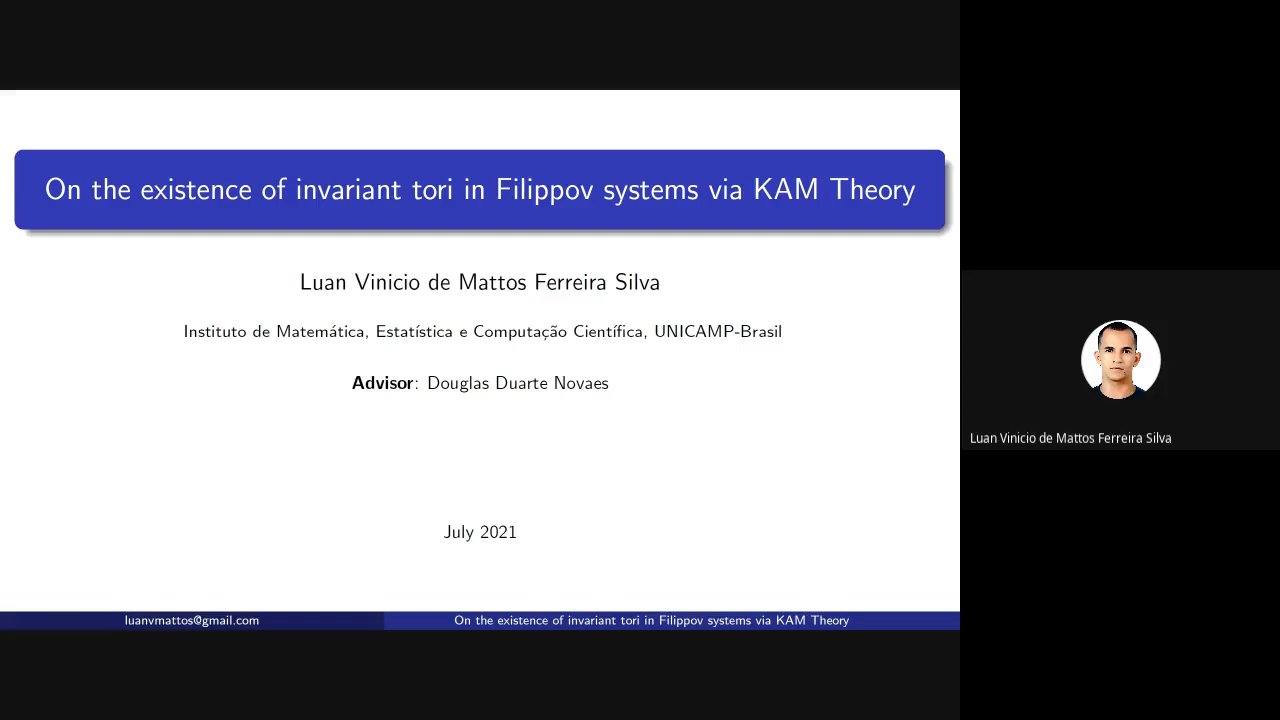 On the existence of invariant tori in Filippov systems via KAM Theory
Luan Vinicio de Mattos Ferreira Silva
Instituto de Matemática, Estatística e Computação Científica, UNICAMP-Brasil
Advisor: Douglas Duarte Novaes
July 2021
luanvmattos@gmail.com
On the existence of invariant tori in Filippov systems via KAM Theory
Luan Vinicio de Mattos Ferreira Silva